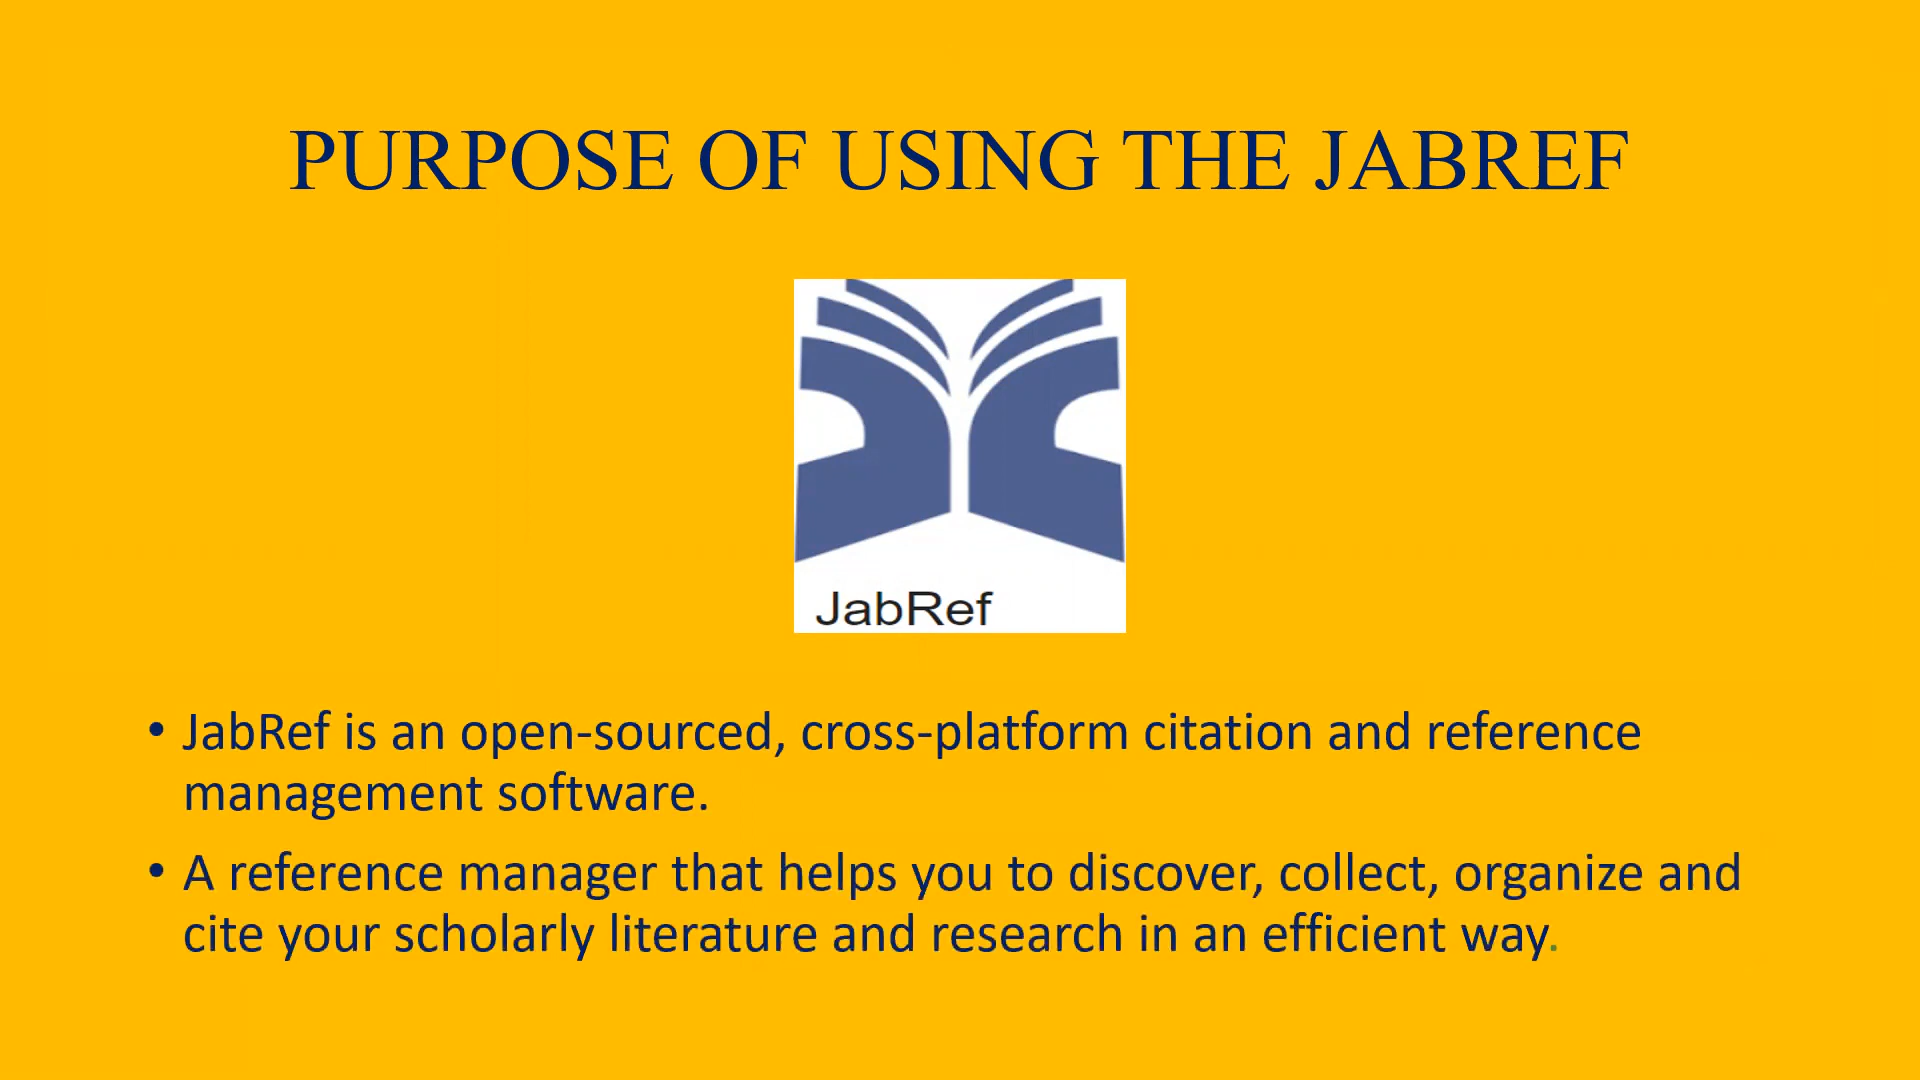 PURPOSE OF USING THE JABREF
JabRef
• JabRef is an open-sourced, cross-platform citation and reference
management software.
• A reference manager that helps you to discover, collect, organize and
cite your scholarly literature and research in an efficient way.